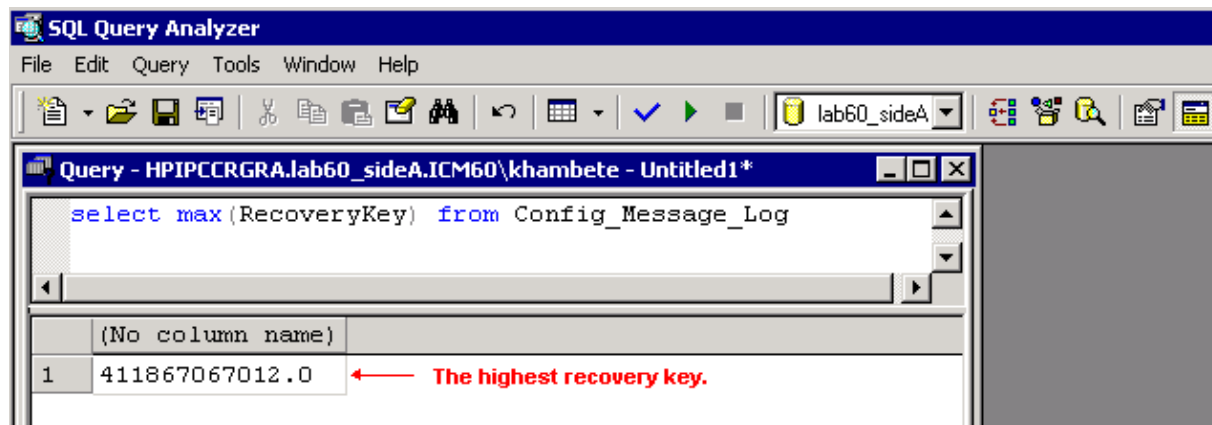 SQL Query Analyzer
File Edit Query Tools Window Help
lab60_sideA
Query - HPIPCCRGRA.lab60_sideA.ICM60\khambete - Untitled1*
select max(RecoveryKey) from Config_Message_Log
(No column name)
1 411867067012.0 The highest recovery key.